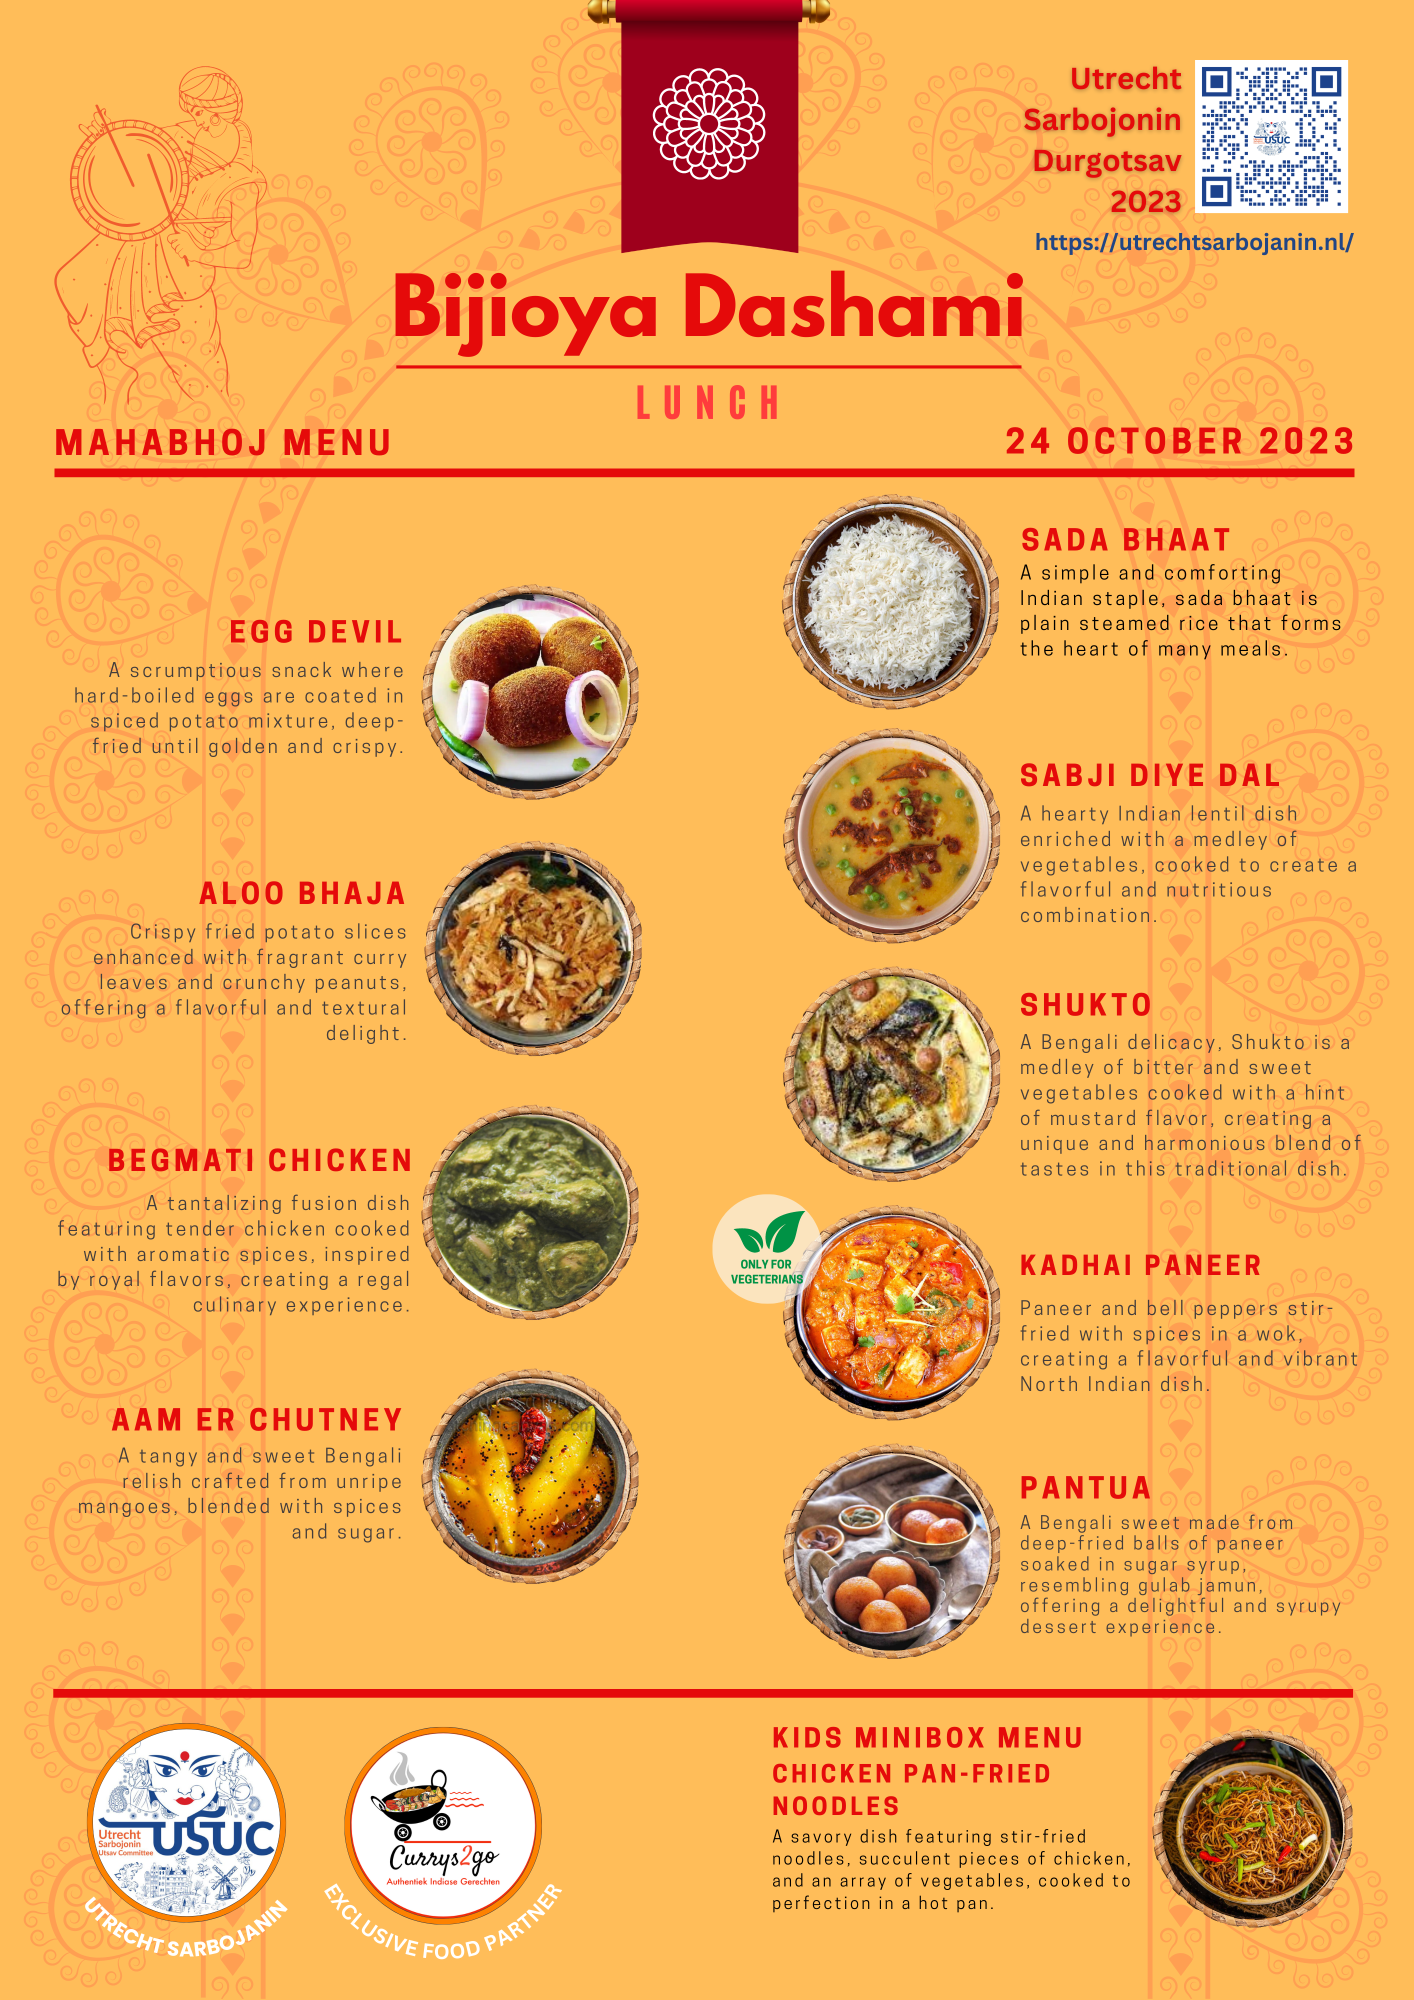 Utrecht
Sarbojonin
Durgotsav
2023
USUC
https://utrechtsarbojanin.nl/
Bijioya Dashami
LUNCH
MAHABHOJ MENU
24 OCTOBER 2023
EGG DEVIL
A scrumptious snack where
hard-boiled eggs are coated in
spiced potato mixture, deep-
fried until golden and crispy.
ALOO BHAJA
Crispy fried potato slices
enhanced with fragrant curry
leaves and crunchy peanuts,
offering a flavorful and textural
delight.
BEGMATI CHICKEN
A tantalizing fusion dish
featuring tender chicken cooked
with aromatic spices, inspired
by royal flavors, creating a regal
culinary experience.
AAM ER CHUTNEY
A tangy and sweet Bengali
relish crafted from unripe
mangoes, blended with spices
and sugar.
SADA BHAAT
A simple and comforting
Indian staple, sada bhaat is
plain steamed rice that forms
the heart of many meals.
SABJI DIYE DAL
A hearty Indian lentil dish
enriched with a medley of
vegetables, cooked to create a
flavorful and nutritious
combination.
SHUKTO
A Bengali delicacy, Shukto is a
medley of bitter and sweet
vegetables cooked with a hint
of mustard flavor, creating a
unique and harmonious blend of
tastes in this traditional dish.
ONLY FOR
VEGETERIANS
KADHAI PANEER
Paneer and bell peppers stir-
fried with spices in a wok,
creating a flavorful and vibrant
North Indian dish.
PANTUA
A Bengali sweet made from
deep-fried balls of paneer
soaked in sugar syrup,
resembling gulab jamun,
offering a delightful and syrupy
dessert experience.
Utrecht
Sarbojonin
Utsav Committee
USUC
UTRECHT SARBOJANIN
Currys2go
Authentiek Indiase Gerechten
EXCLUSIVE FOOD PARTNER
KIDS MINIBOX MENU
CHICKEN PAN-FRIED
NOODLES
A savory dish featuring stir-fried
noodles, succulent pieces of chicken,
and an array of vegetables, cooked to
perfection in a hot pan.